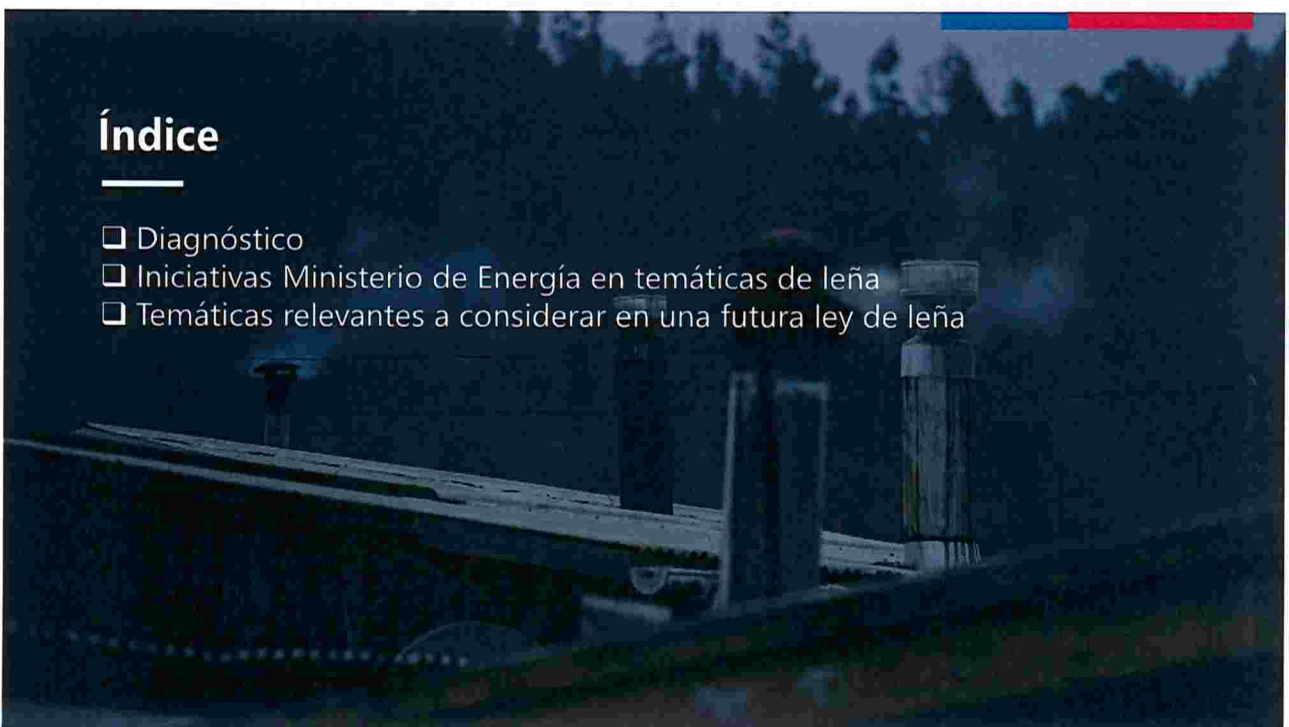 Índice
❑ Diagnóstico
❑ Iniciativas Ministerio de Energía en temáticas de leña
❑ Temáticas relevantes a considerar en una futura ley de leña